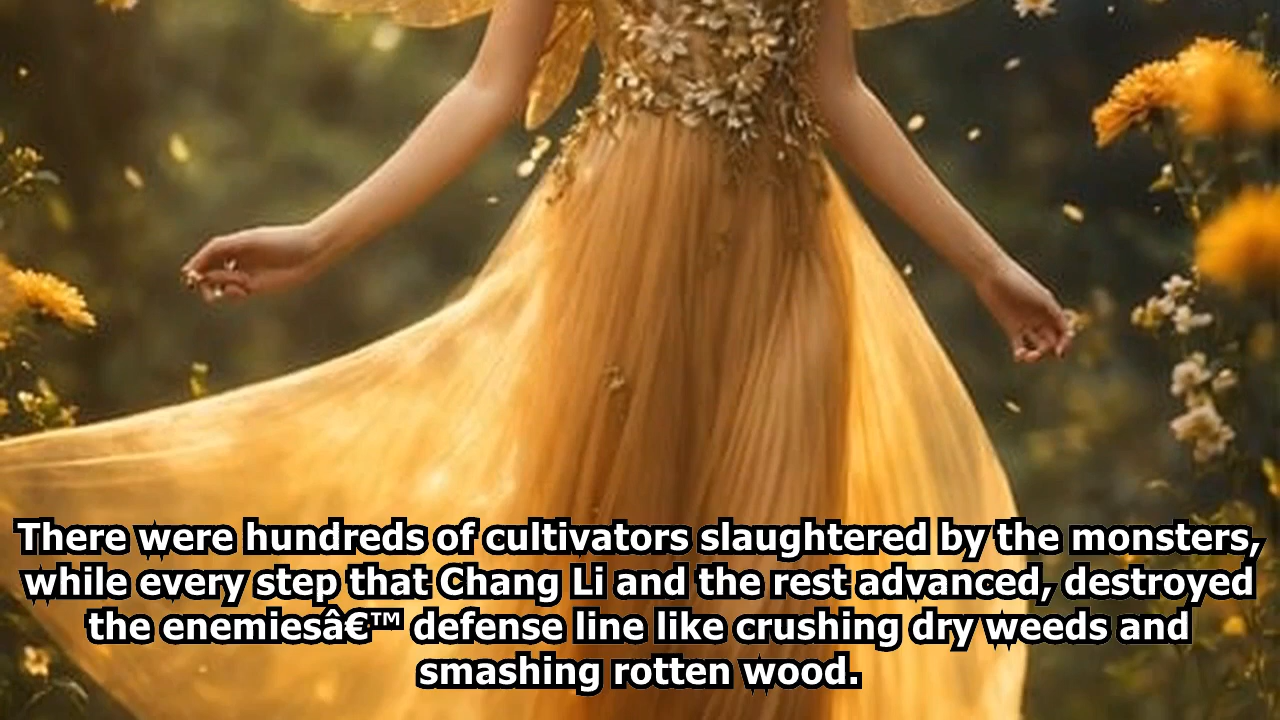 There were hundreds of cultivators slaughtered by the monsters,
while every step that Chang Li and the rest advanced, destroyed
the enemiesâ€™ defense line like crushing dry weeds and
smashing rotten wood.